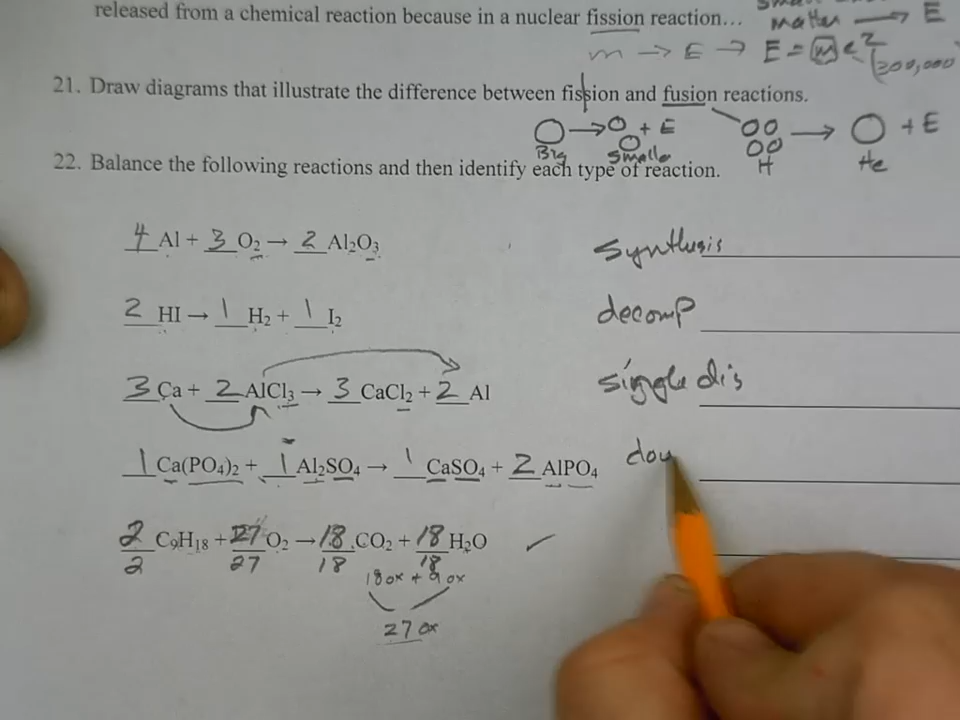 released from a chemical reaction because in a nuclear fission reaction...
matter → E
m → E → E = mc²
(300,000
21. Draw diagrams that illustrate the difference between fission and fusion reactions.
O → O + E
Big
OO
OO → O + E
H He
22. Balance the following reactions and then identify each type of reaction.
4 Al + 3 O₂ → 2 Al₂O₃ synthesis
2 HI → 1 H₂ + 1 I₂ decomp
3 Ca + 2 AlCl₃ → 3 CaCl₂ + 2 Al single dis
1 Ca(PO₄)₂ + 1 Al₂SO₄ → 1 CaSO₄ + 2 AlPO₄ dou
2 C₉H₁₈ + 27 O₂ → 18 CO₂ + 18 H₂O ✓
2 27 18 18
18 ox + 9 ox
27 ox